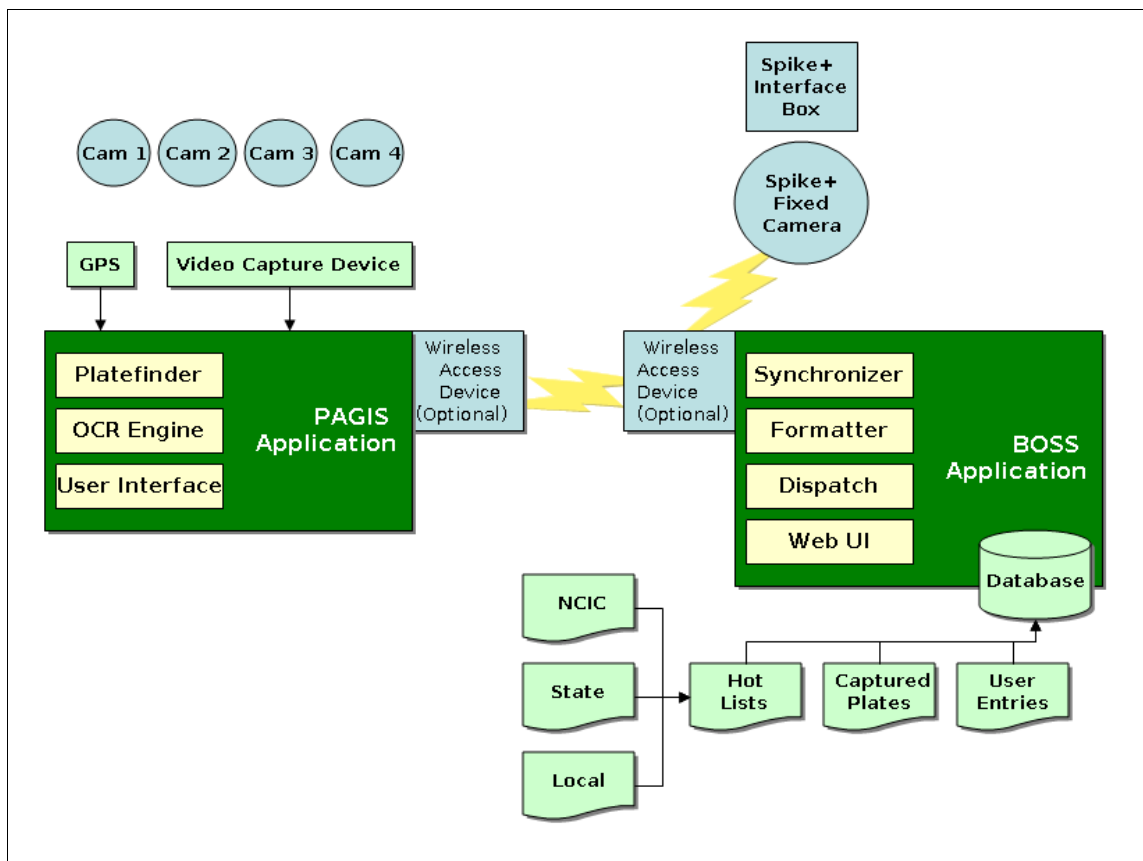 Spike+
Interface
Box
Cam 1
Cam 2
Cam 3
Cam 4
Spike+
Fixed
Camera
GPS
Video Capture Device
Platefinder
OCR Engine
User Interface
PAGIS
Application
Wireless
Access
Device
(Optional)
Wireless
Access
Device
(Optional)
Synchronizer
Formatter
Dispatch
Web UI
BOSS
Application
Database
NCIC
State
Local
Hot
Lists
Captured
Plates
User
Entries